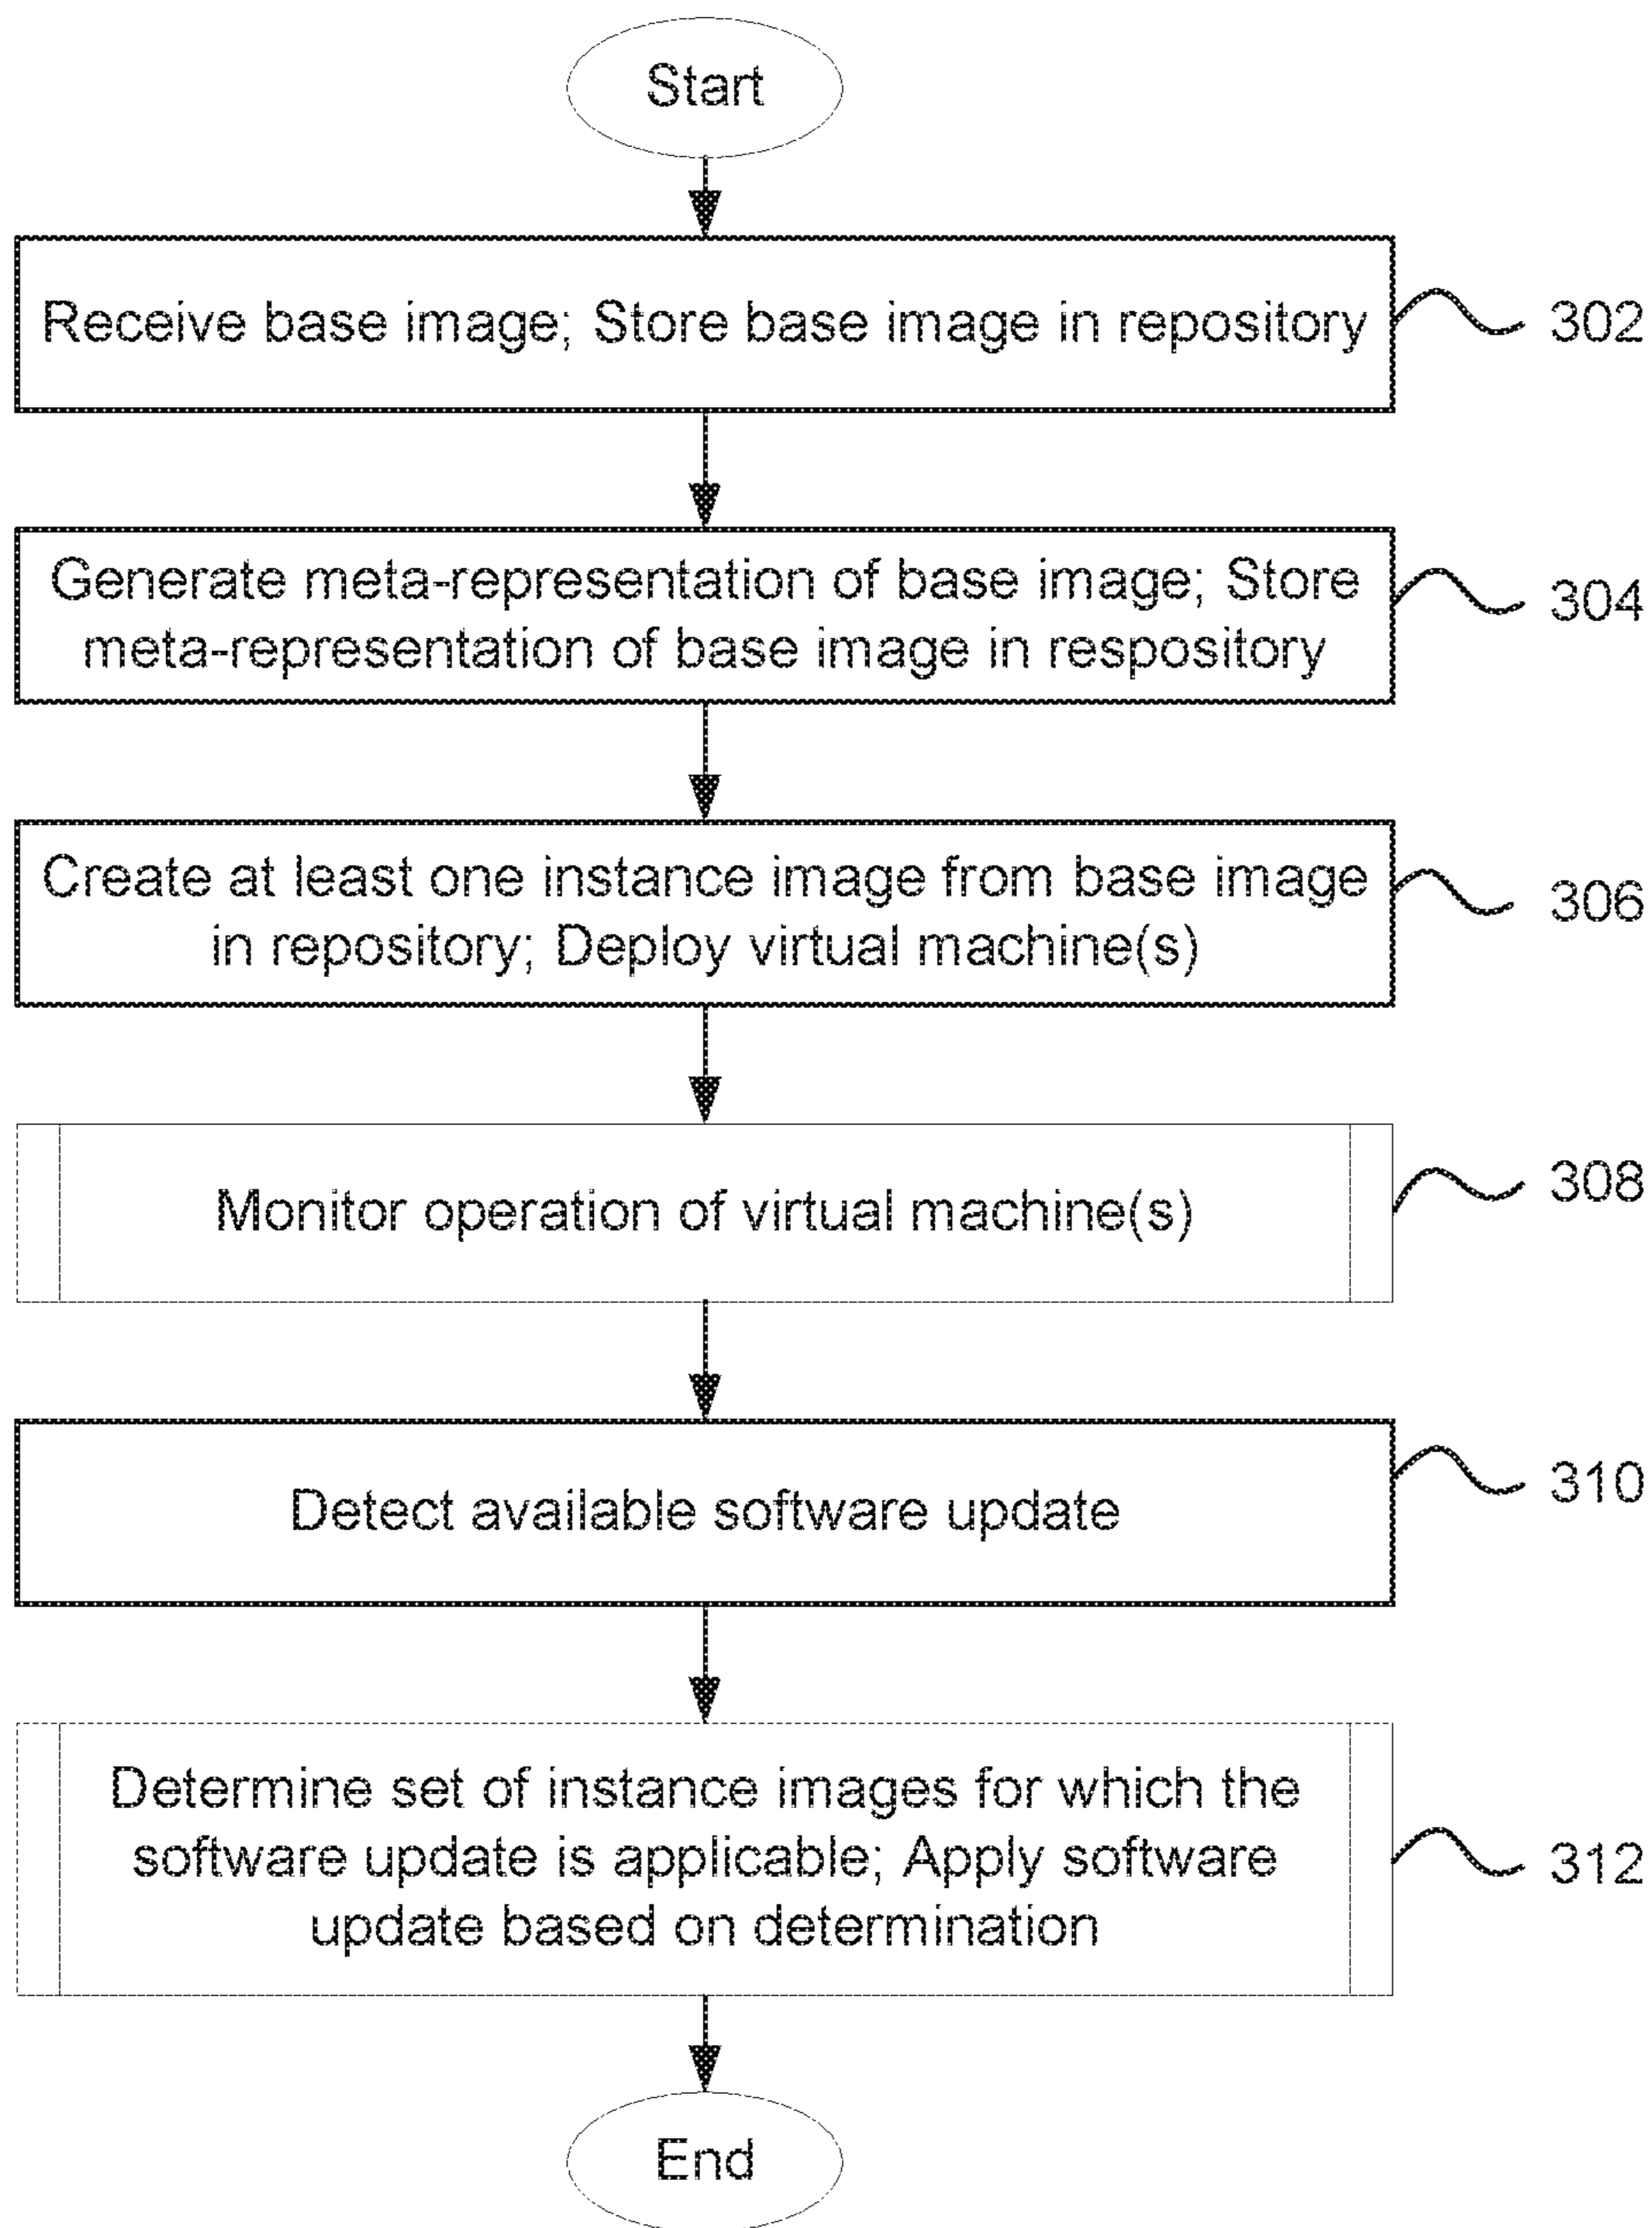 Start
Receive base image; Store base image in repository
302
Generate meta-representation of base image; Store
meta-representation of base image in respository
304
Create at least one instance image from base image
in repository; Deploy virtual machine(s)
306
Monitor operation of virtual machine(s)
308
Detect available software update
310
Determine set of instance images for which the
software update is applicable; Apply software
update based on determination
312
End